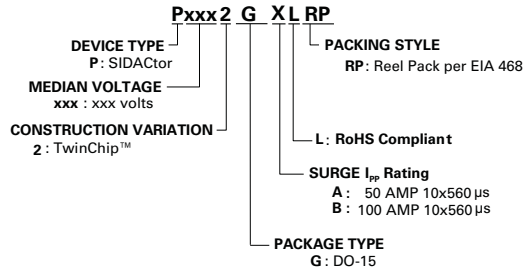 Pxxx2 G XLRP
DEVICE TYPE
P: SIDACtor
PACKING STYLE
RP: Reel Pack per EIA 468
MEDIAN VOLTAGE
xxx : xxx volts
CONSTRUCTION VARIATION
2 : TwinChip™
L: RoHS Compliant
SURGE Ipp Rating
A : 50 AMP 10x560 µs
B : 100 AMP 10x560 µs
PACKAGE TYPE
G : DO-15